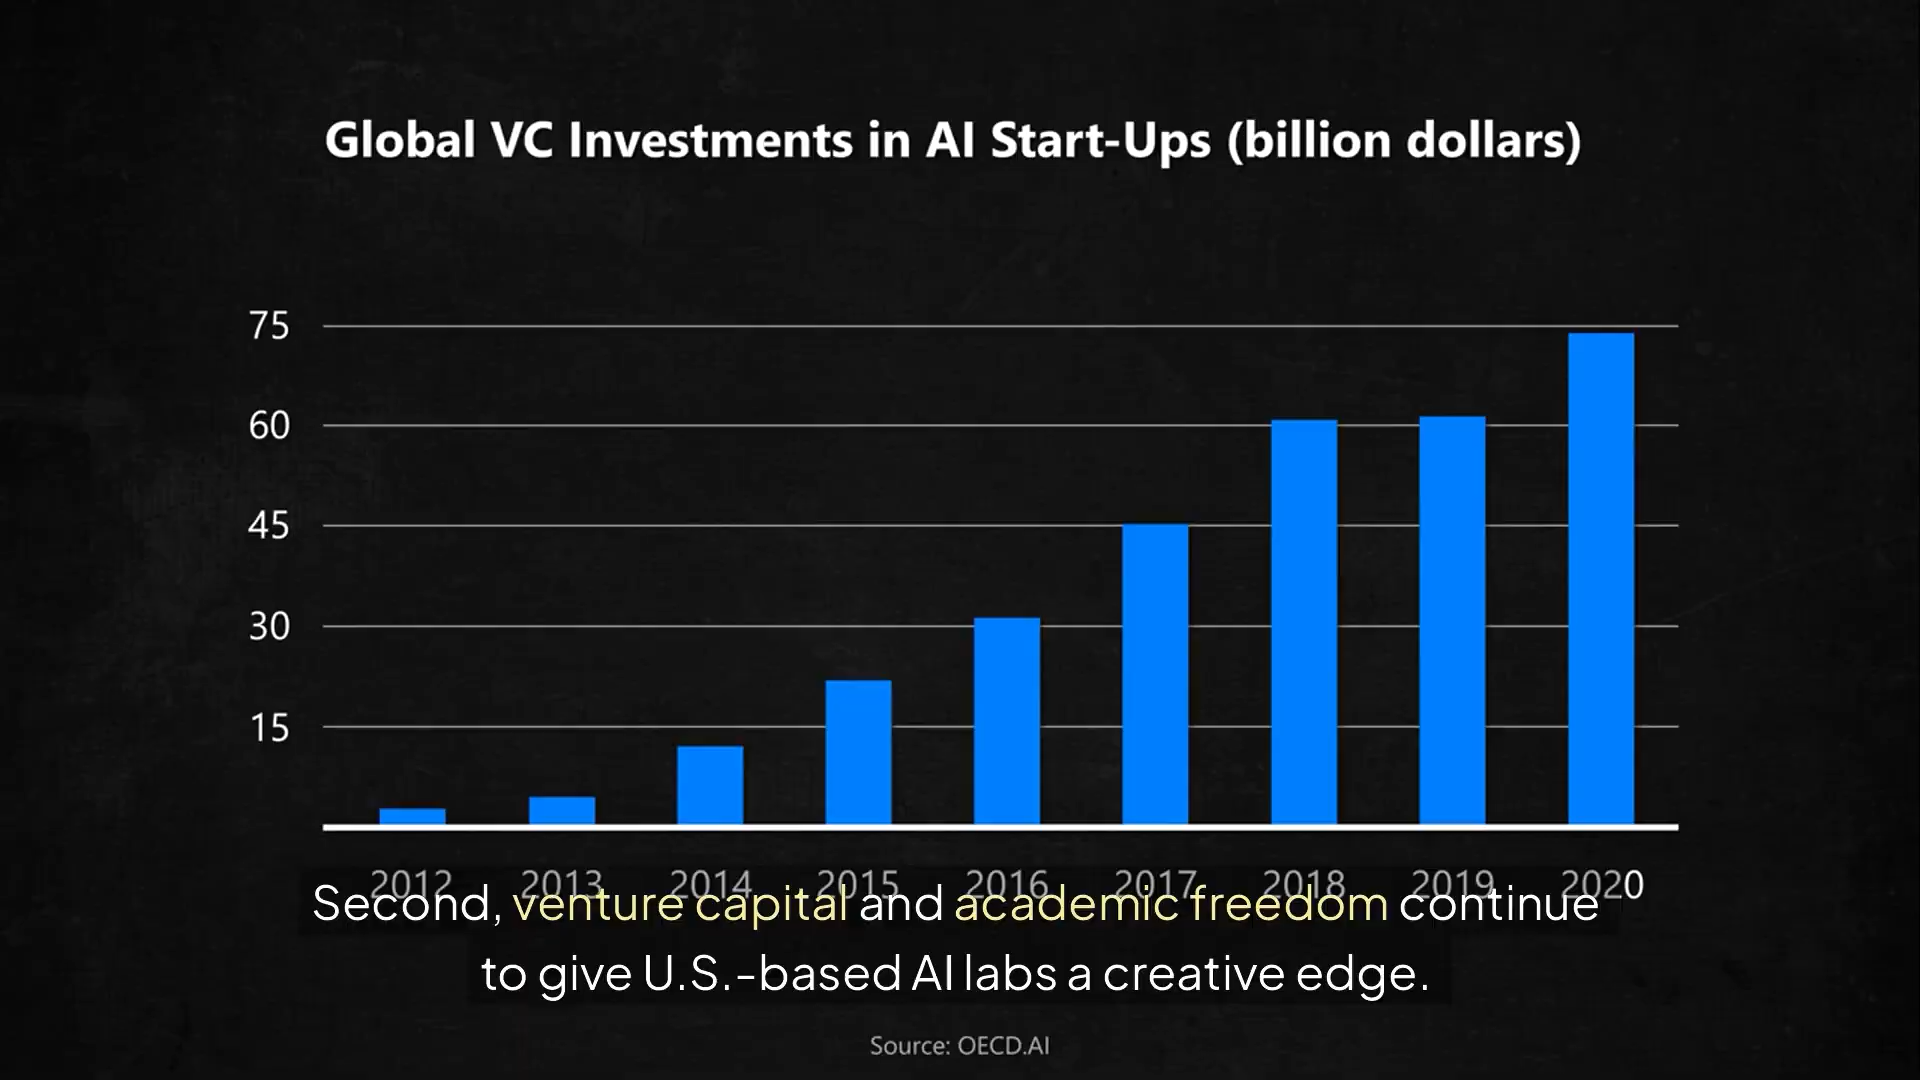 Global VC Investments in AI Start-Ups (billion dollars)
75
60
45
30
15
2012 2013 2014 2015 2016 2017 2018 2019 2020
Second, venture capital and academic freedom continue
to give U.S.-based AI labs a creative edge.
Source: OECD.AI